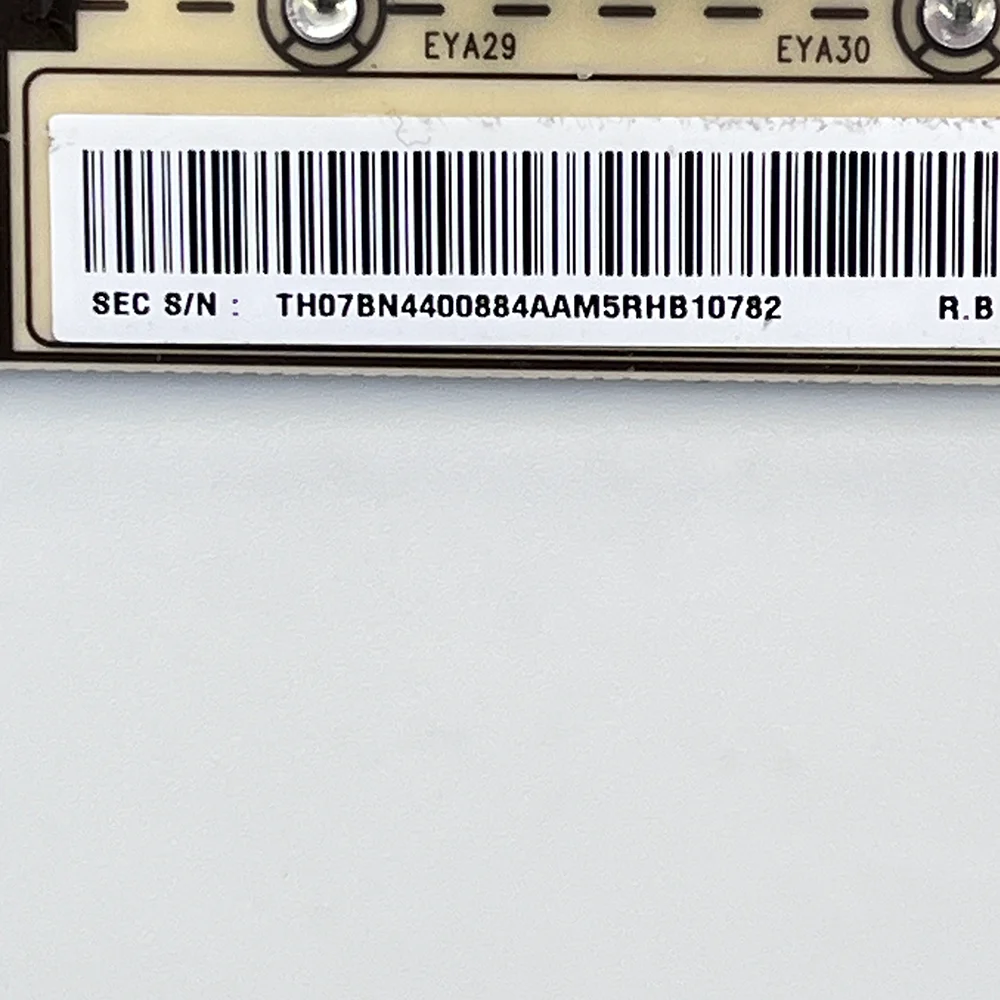 EYA29 EYA30
SEC S/N : TH07BN4400884AAM5RHB10782 R.B